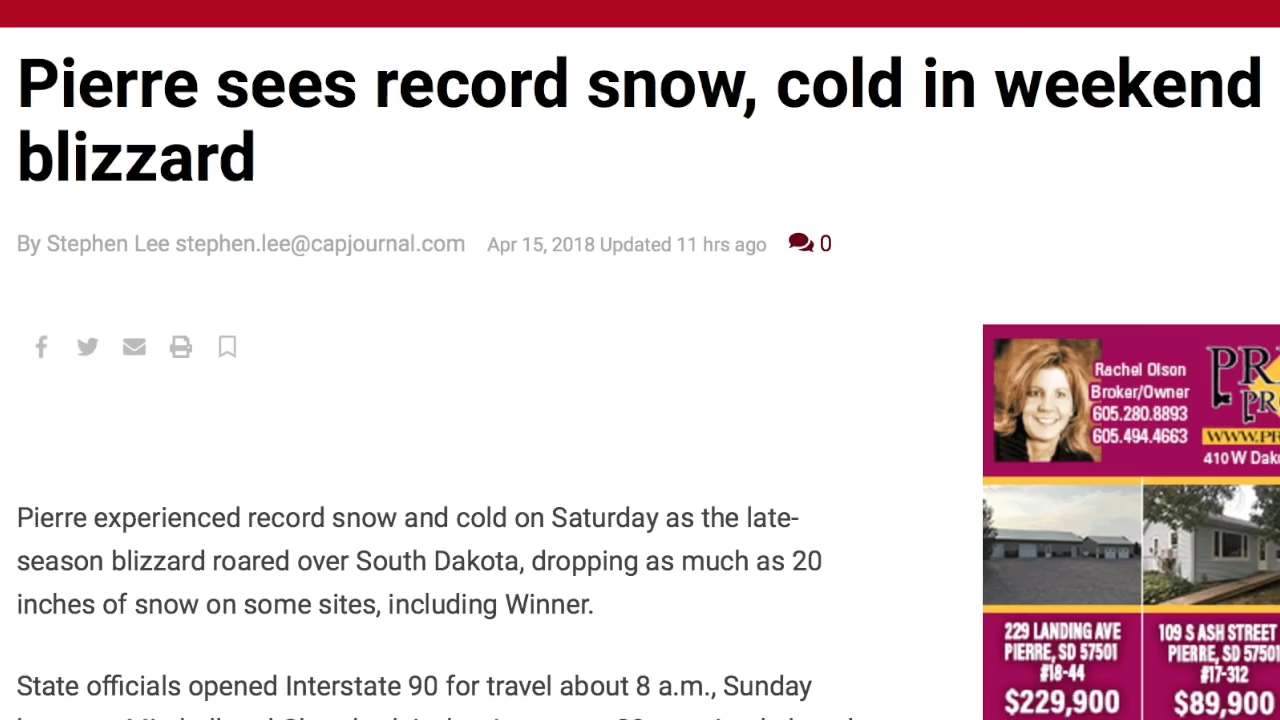 Pierre sees record snow, cold in weekend
blizzard
By Stephen Lee stephen.lee@capjournal.com Apr 15, 2018 Updated 11 hrs ago 0
Rachel Olson
Broker/Owner
605.280.8893
605.494.4663
WWW.PR
410 W Dak
Pierre experienced record snow and cold on Saturday as the late-
season blizzard roared over South Dakota, dropping as much as 20
inches of snow on some sites, including Winner.
229 LANDING AVE
PIERRE, SD 57501
#18-44
$229,900
109 S ASH STREET
PIERRE, SD 57501
#17-312
$89,900
State officials opened Interstate 90 for travel about 8 a.m., Sunday